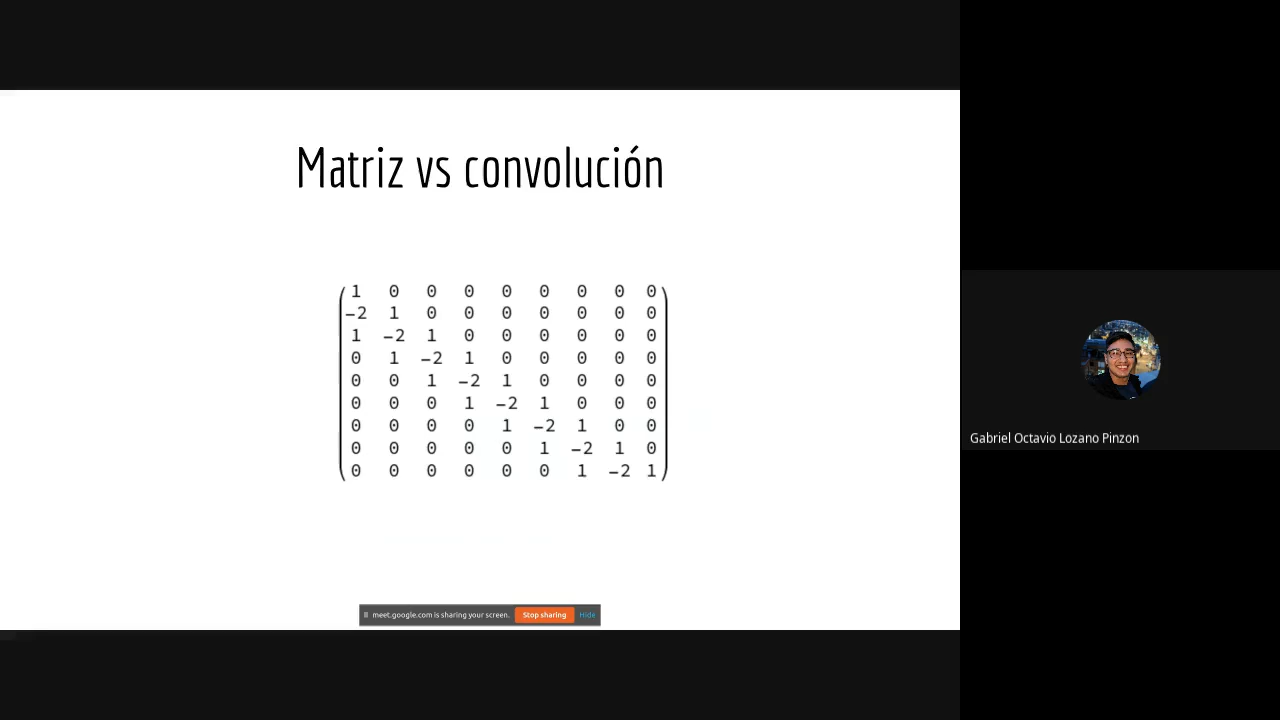 Matriz vs convolución
1 0 0 0 0 0 0 0 0
-2 1 0 0 0 0 0 0 0
1 -2 1 0 0 0 0 0 0
0 1 -2 1 0 0 0 0 0
0 0 1 -2 1 0 0 0 0
0 0 0 1 -2 1 0 0 0
0 0 0 0 1 -2 1 0 0
0 0 0 0 0 1 -2 1 0
0 0 0 0 0 0 1 -2 1
meet.google.com is sharing your screen. Stop sharing Hide
Gabriel Octavio Lozano Pinzon